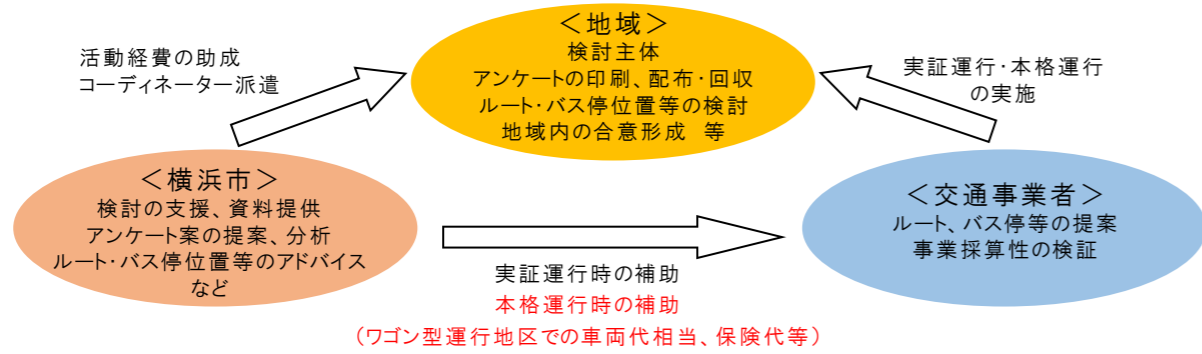 ＜地域＞
検討主体
アンケートの印刷、配布・回収
ルート・バス停位置等の検討
地域内の合意形成　等
活動経費の助成
コーディネーター派遣
実証運行・本格運行
の実施
＜横浜市＞
検討の支援、資料提供
アンケート案の提案、分析
ルート・バス停位置等のアドバイス
など
＜交通事業者＞
ルート、バス停等の提案
事業採算性の検証
実証運行時の補助
本格運行時の補助
（ワゴン型運行地区での車両代相当、保険代等）